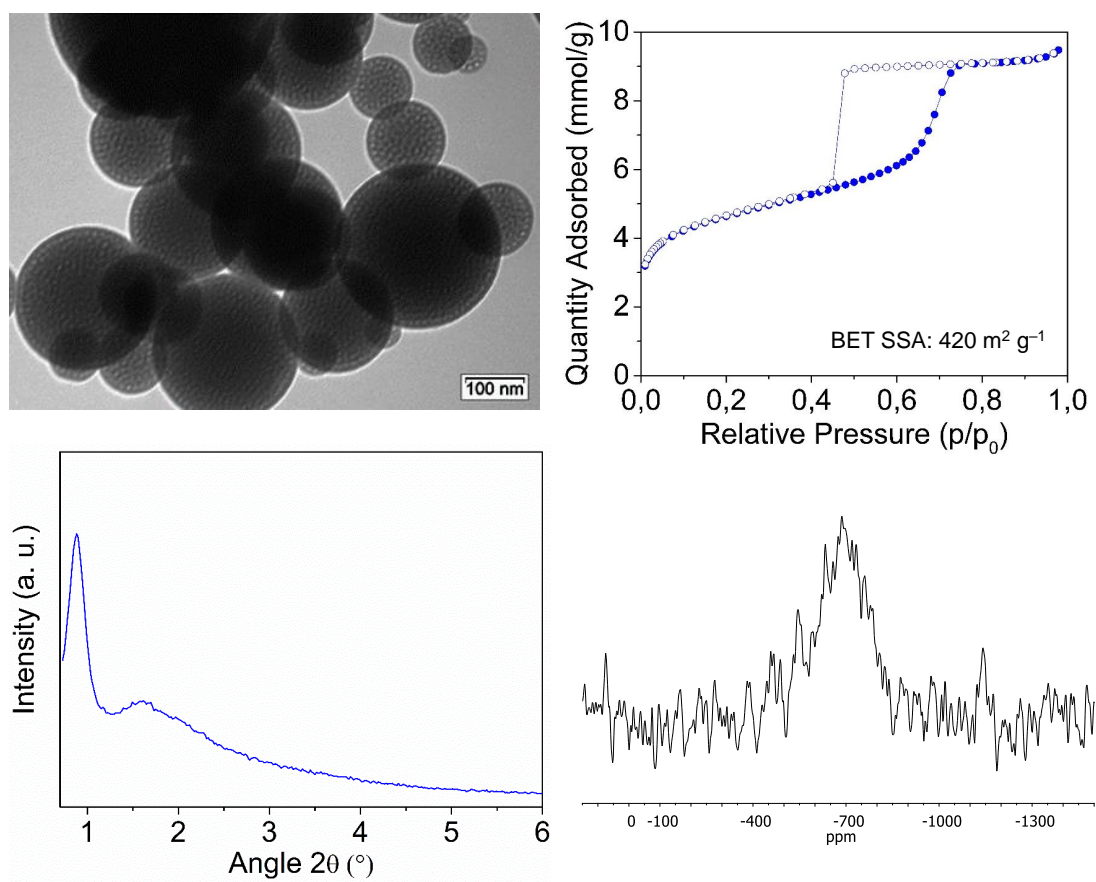 100 nm
Quantity Adsorbed (mmol/g)
10
8
6
4
2
0
BET SSA: 420 m² g⁻¹
0,0 0,2 0,4 0,6 0,8 1,0
Relative Pressure (p/p₀)
Intensity (a. u.)
1 2 3 4 5 6
Angle 2θ (°)
0 -100 -400 -700 -1000 -1300
ppm